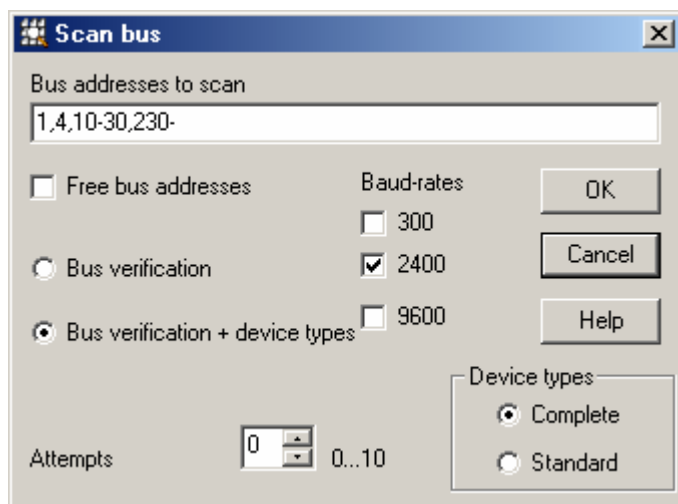 Scan bus
Bus addresses to scan
1,4,10-30,230-
Free bus addresses
Baud-rates
OK
300
Bus verification
2400
Cancel
Bus verification + device types
9600
Help
Device types
Complete
Attempts
0
0...10
Standard